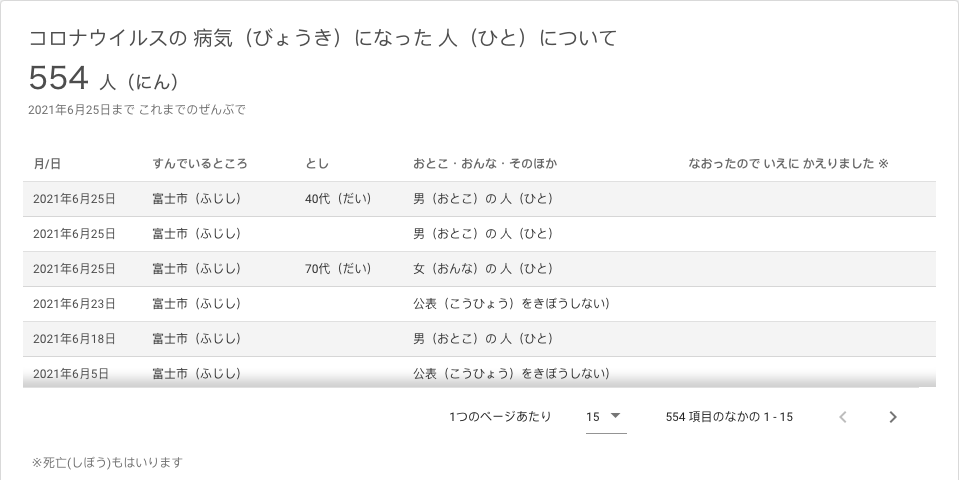 コロナウイルスの 病気（びょうき）になった 人（ひと）について
554 人（にん）
2021年6月25日まで これまでのぜんぶで
月/日 すんでいるところ とし おとこ・おんな・そのほか なおったので いえに かえりました ※
2021年6月25日 富士市（ふじし） 40代（だい） 男（おとこ）の 人（ひと）
2021年6月25日 富士市（ふじし） 男（おとこ）の 人（ひと）
2021年6月25日 富士市（ふじし） 70代（だい） 女（おんな）の 人（ひと）
2021年6月23日 富士市（ふじし） 公表（こうひょう）をきぼうしない）
2021年6月18日 富士市（ふじし） 男（おとこ）の 人（ひと）
2021年6月5日 富士市（ふじし） 公表（こうひょう）をきぼうしない）
1つのページあたり 15 554 項目のなかの 1 - 15
※死亡(しぼう)もはいります